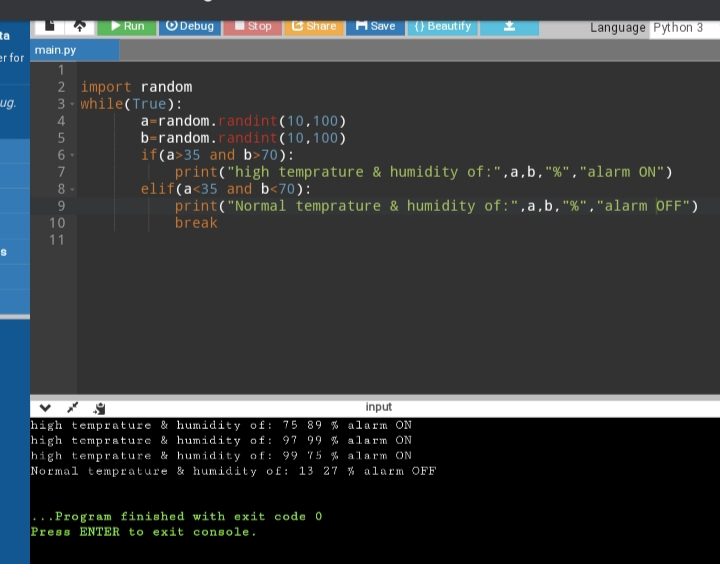 Run Debug Stop Share Save {} Beautify Language Python 3
ta
er for
ug.
s
main.py
1
2 import random
3 while(True):
4 a=random.randint(10,100)
5 b=random.randint(10,100)
6 if(a>35 and b>70):
7 print("high temprature & humidity of:",a,b,"%","alarm ON")
8 elif(a<35 and b<70):
9 print("Normal temprature & humidity of:",a,b,"%","alarm OFF")
10 break
11
input
high temprature & humidity of: 75 89 % alarm ON
high temprature & humidity of: 97 99 % alarm ON
high temprature & humidity of: 99 75 % alarm ON
Normal temprature & humidity of: 13 27 % alarm OFF
...Program finished with exit code 0
Press ENTER to exit console.